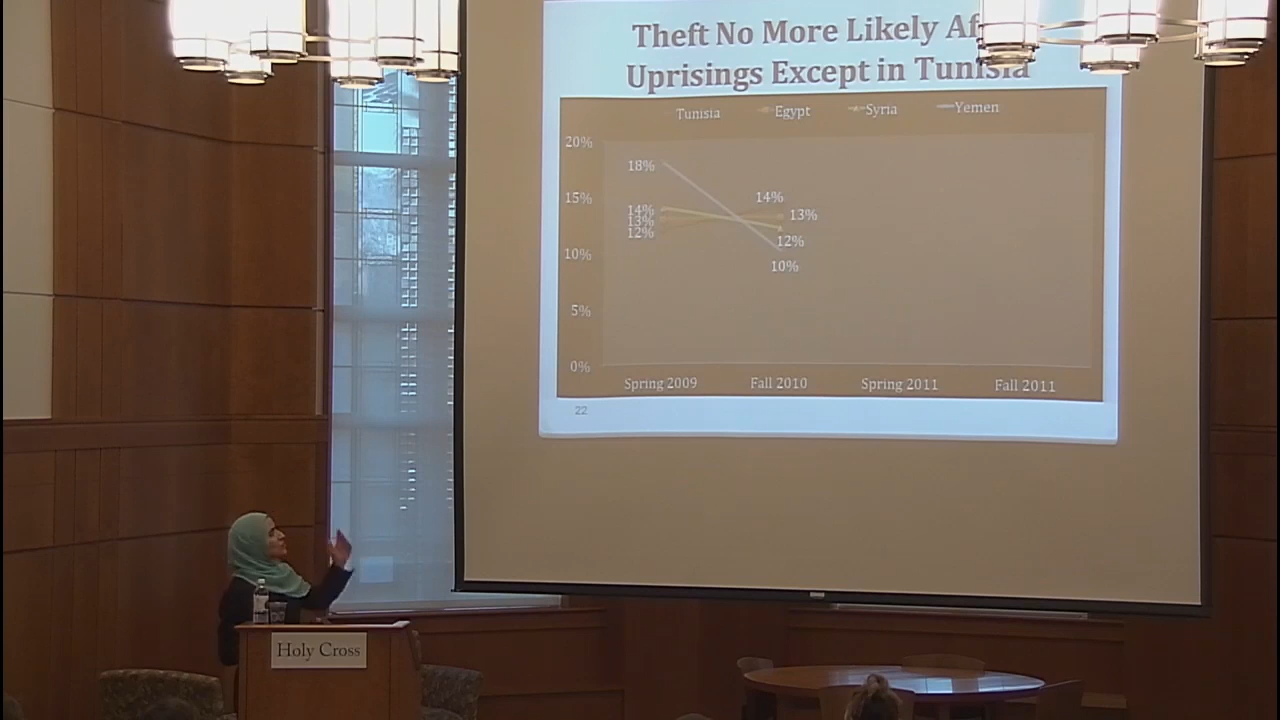 Theft No More Likely
Uprisings Except in Tunisia
Tunisia Egypt Syria Yemen
20%
18%
15%
14%
14%
13%
13%
12%
12%
10%
10%
5%
0%
Spring 2009 Fall 2010 Spring 2011 Fall 2011
22
Holy Cross